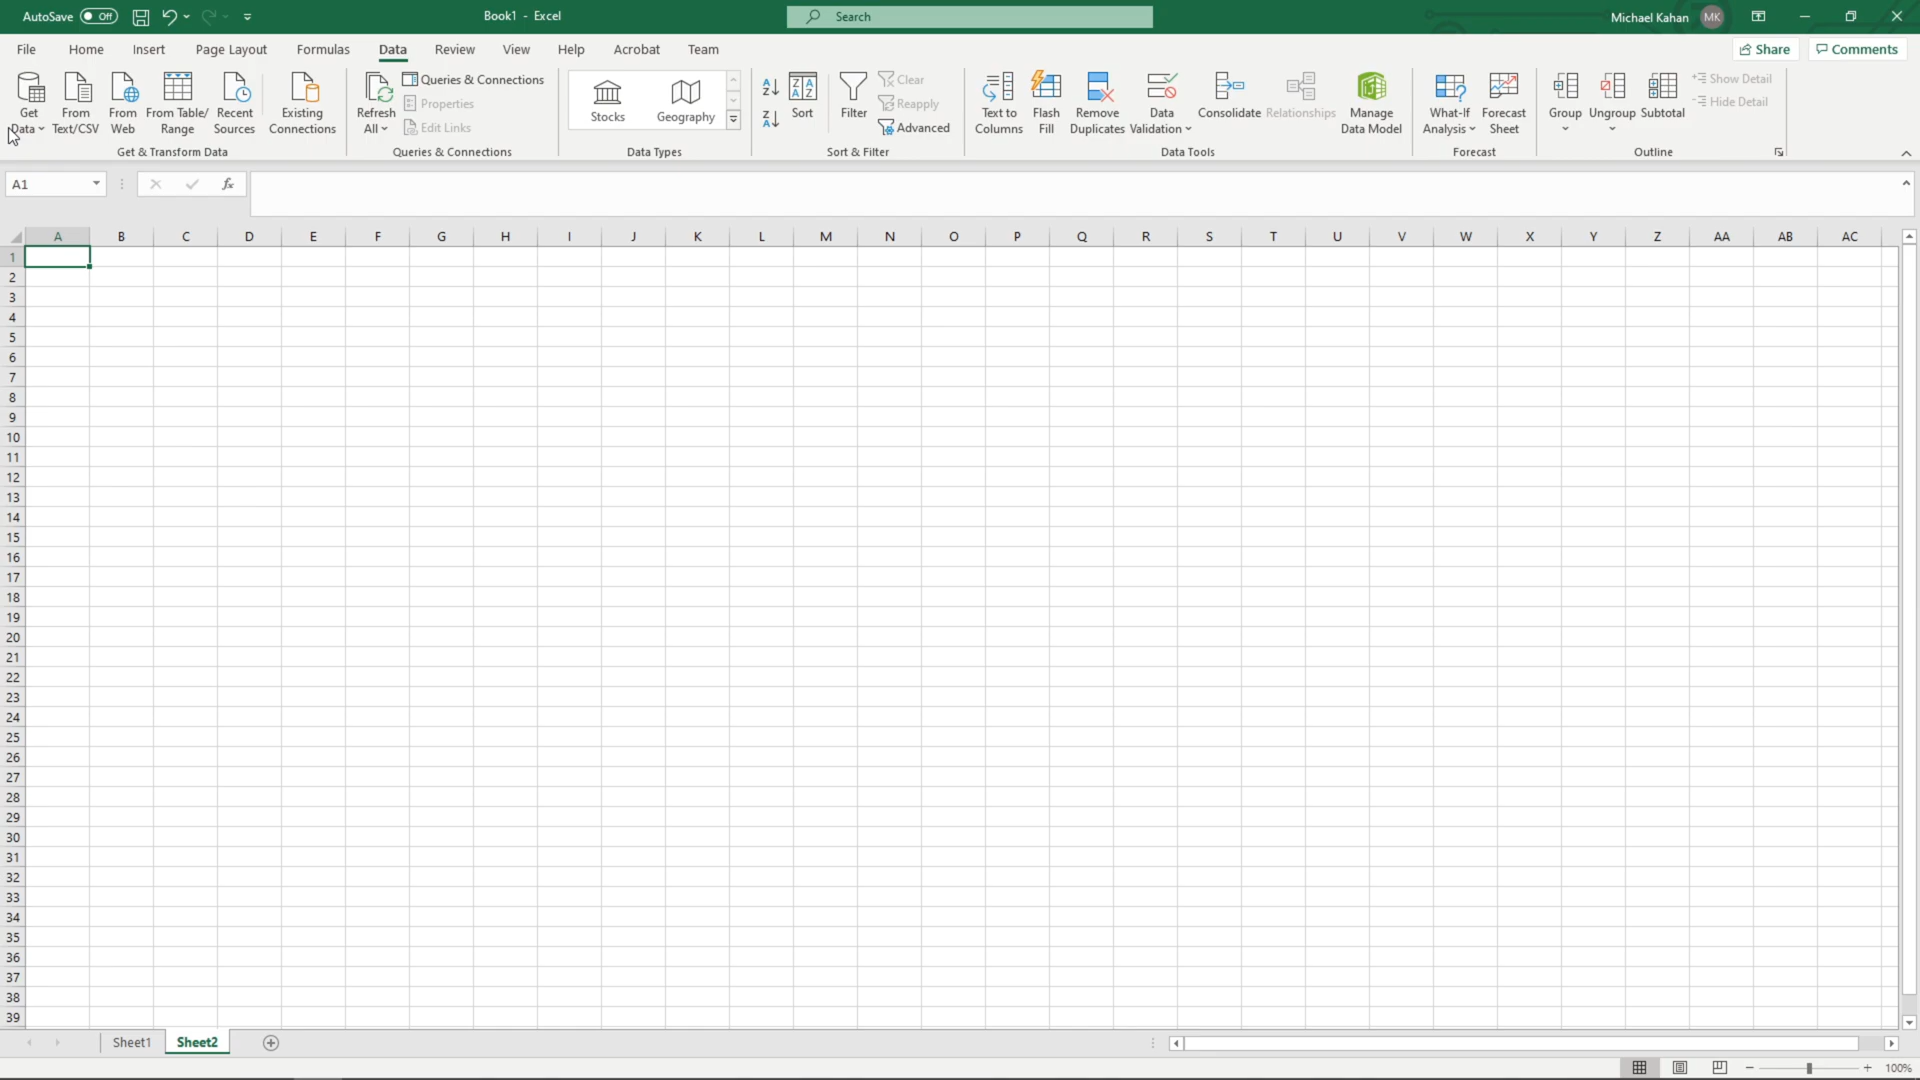 AutoSave Off Book1 - Excel Search Michael Kahan MK
File Home Insert Page Layout Formulas Data Review View Help Acrobat Team Share Comments
Get Data
From Text/CSV
From Web
From Table/ Range
Recent Sources
Existing Connections
Get & Transform Data
Refresh All
Queries & Connections
Properties
Edit Links
Queries & Connections
Stocks Geography
Data Types
Sort
Filter
Clear
Reapply
Advanced
Sort & Filter
Text to Columns
Flash Fill
Remove Duplicates
Data Validation
Consolidate
Relationships
Manage Data Model
Data Tools
What-If Analysis
Forecast Sheet
Forecast
Group
Ungroup
Subtotal
Show Detail
Hide Detail
Outline
A1 fx
A B C D E F G H I J K L M N O P Q R S T U V W X Y Z AA AB AC
1
2
3
4
5
6
7
8
9
10
11
12
13
14
15
16
17
18
19
20
21
22
23
24
25
26
27
28
29
30
31
32
33
34
35
36
37
38
39
Sheet1 Sheet2
100%